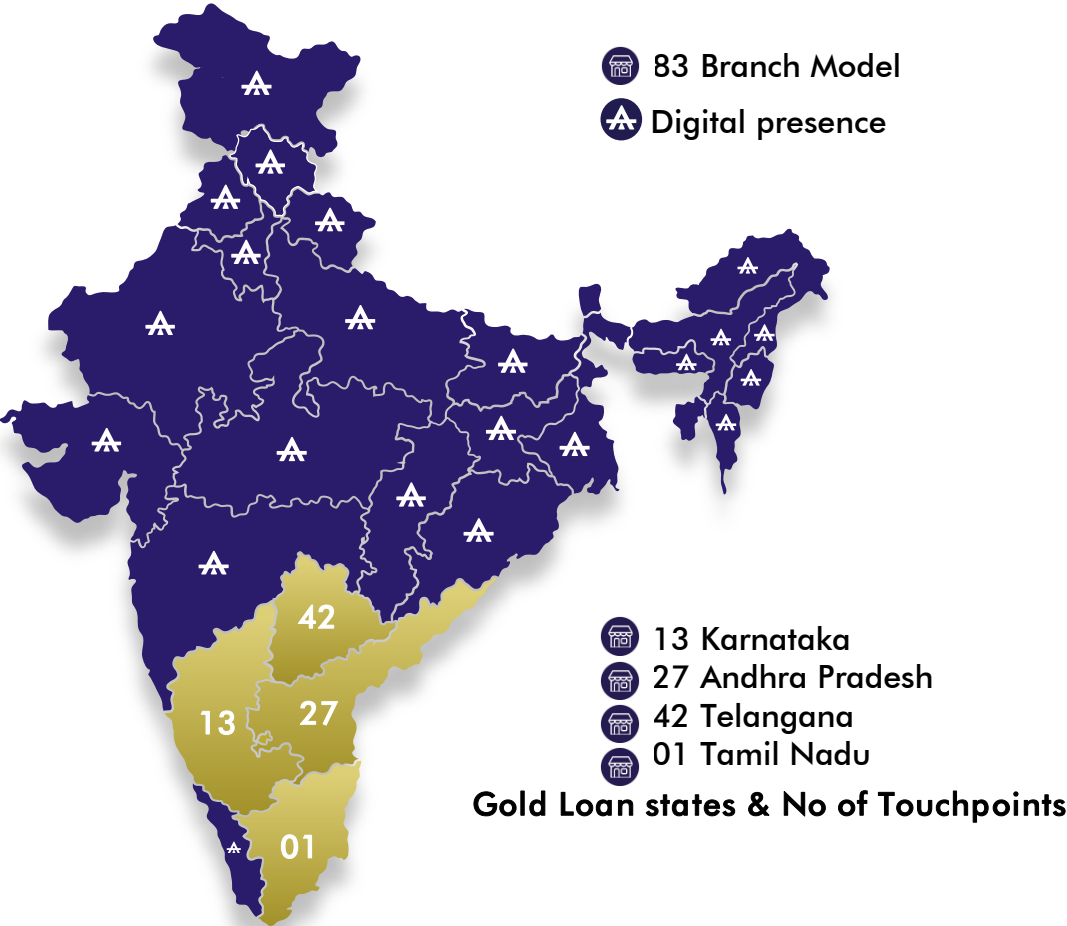 83 Branch Model
Digital presence
42
13
27
01
13 Karnataka
27 Andhra Pradesh
42 Telangana
01 Tamil Nadu
Gold Loan states & No of Touchpoints